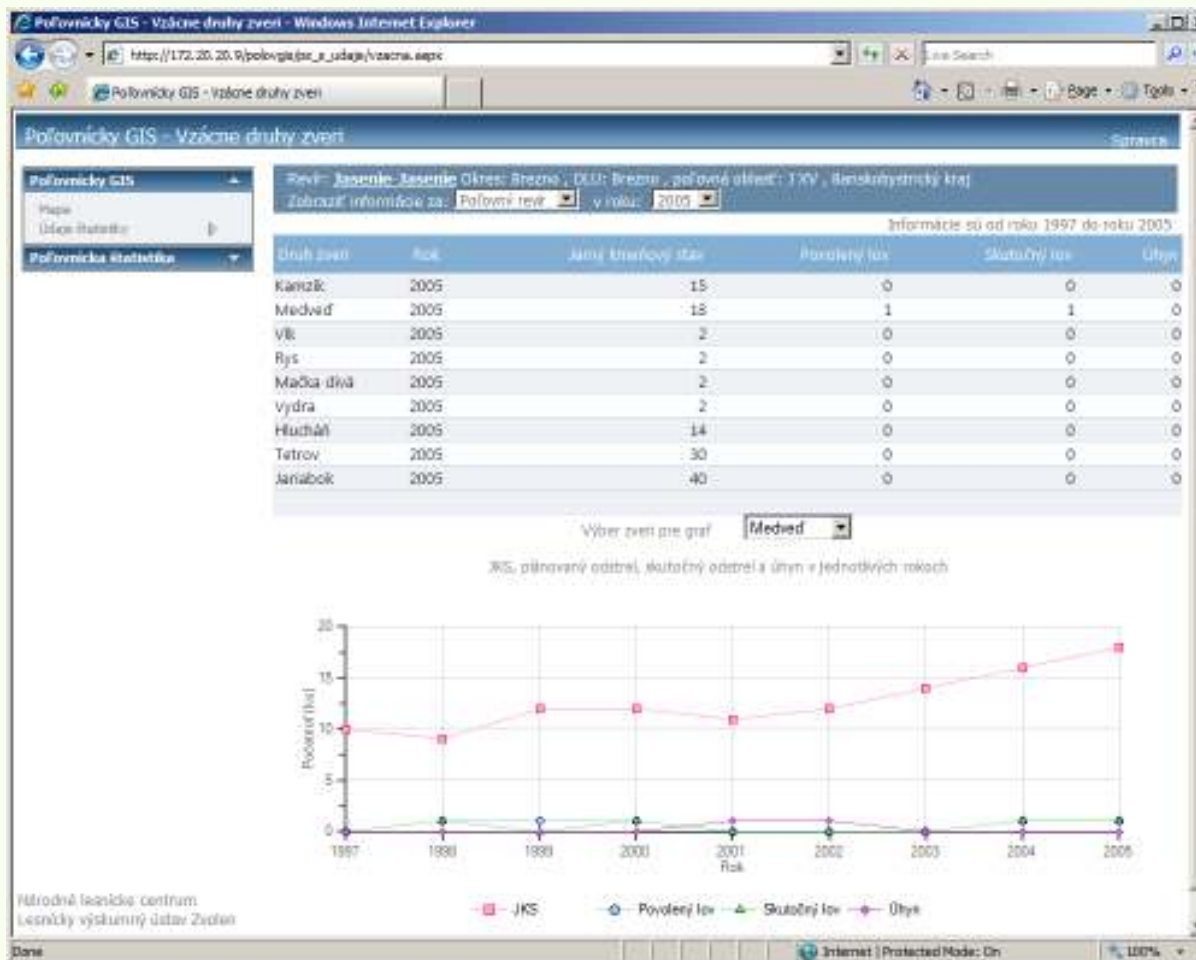 Poľovnícky GIS - Vzácne druhy zveri - Windows Internet Explorer
Live Search
Poľovnícky GIS - Vzácne druhy zveri
Page Tools
Poľovnícky GIS - Vzácne druhy zveri
Správca
Poľovnícky GIS
Mapa
Údaje štatistiky
Poľovnícka štatistika
Revír: Jasenie Jasenie Okres: Brezno , OLÚ: Brezno , poľovná oblasť: J XV , Banskobystrický kraj
Zobraziť informácie za: Poľovný revír v roku: 2005
Informácie sú od roku 1997 do roku 2005
Druh zveri Rok Jarný kmeňový stav Povolený lov Skutočný lov Úhyn
Kamzík 2005 15 0 0 0
Medveď 2005 18 1 1 0
Vlk 2005 2 0 0 0
Rys 2005 2 0 0 0
Mačka divá 2005 2 0 0 0
Vydra 2005 2 0 0 0
Hlucháň 2005 14 0 0 0
Tetrov 2005 30 0 0 0
Jariabok 2005 40 0 0 0
Výber zveri pre graf Medveď
JKS, plánovaný odstrel, skutočný odstrel a úhyn v jednotlivých rokoch
20
15
10
5
0
1997 1998 1999 2000 2001 2002 2003 2004 2005
Rok
JKS Povolený lov Skutočný lov Úhyn
Národné lesnícke centrum
Lesnícky výskumný ústav Zvolen
Done Internet | Protected Mode: On 100%